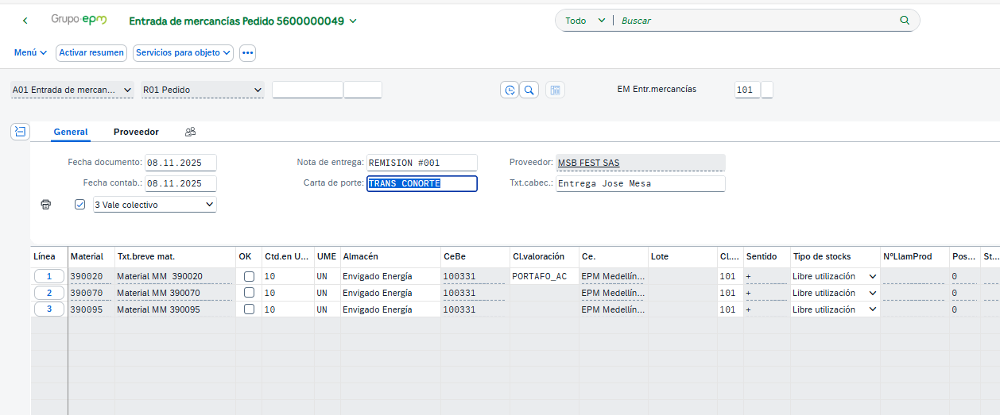 Grupo·epm Entrada de mercancías Pedido 5600000049 Todo Buscar
Menú Activar resumen Servicios para objeto •••
A01 Entrada de mercan... R01 Pedido EM Entr.mercancías 101
General Proveedor
Fecha documento: 08.11.2025 Nota de entrega: REMISION #001 Proveedor: MSB FEST SAS
Fecha contab.: 08.11.2025 Carta de porte: TRANS CONORTE Txt.cabec.: Entrega Jose Mesa
3 Vale colectivo
Línea Material Txt.breve mat. OK Ctd.en U... UME Almacén CeBe Cl.valoración Ce. Lote Cl.... Sentido Tipo de stocks NºLlamProd Pos... St...
1 390020 Material MM 390020 10 UN Envigado Energía 100331 PORTAFO_AC EPM Medellín... 101 + Libre utilización 0
2 390070 Material MM 390070 10 UN Envigado Energía 100331 EPM Medellín... 101 + Libre utilización 0
3 390095 Material MM 390095 10 UN Envigado Energía 100331 EPM Medellín... 101 + Libre utilización 0